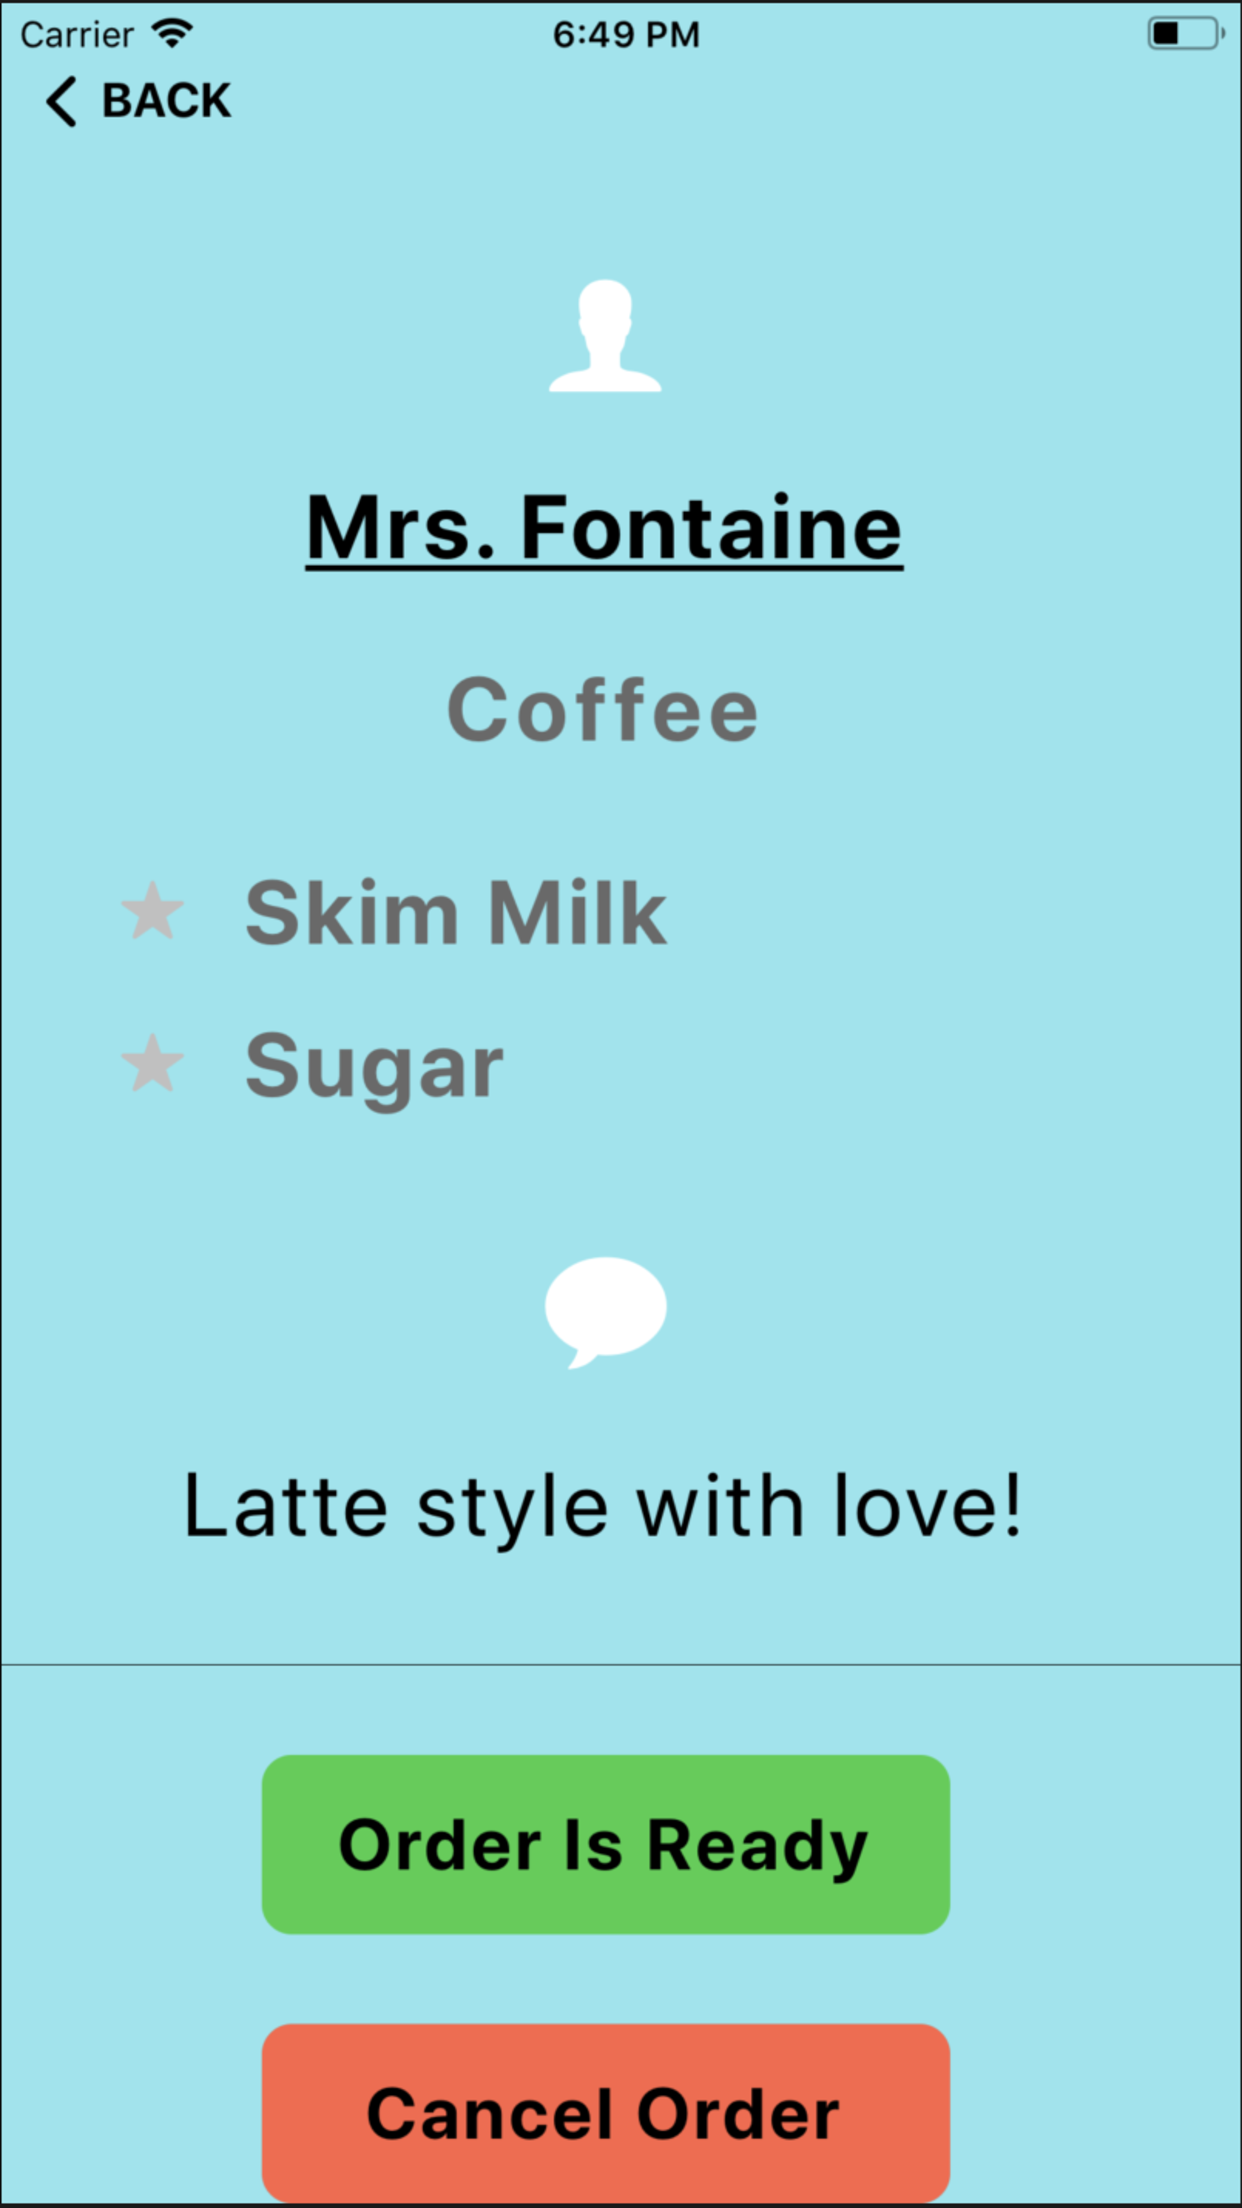 Carrier 6:49 PM
BACK
Mrs. Fontaine
Coffee
Skim Milk
Sugar
Latte style with love!
Order Is Ready
Cancel Order